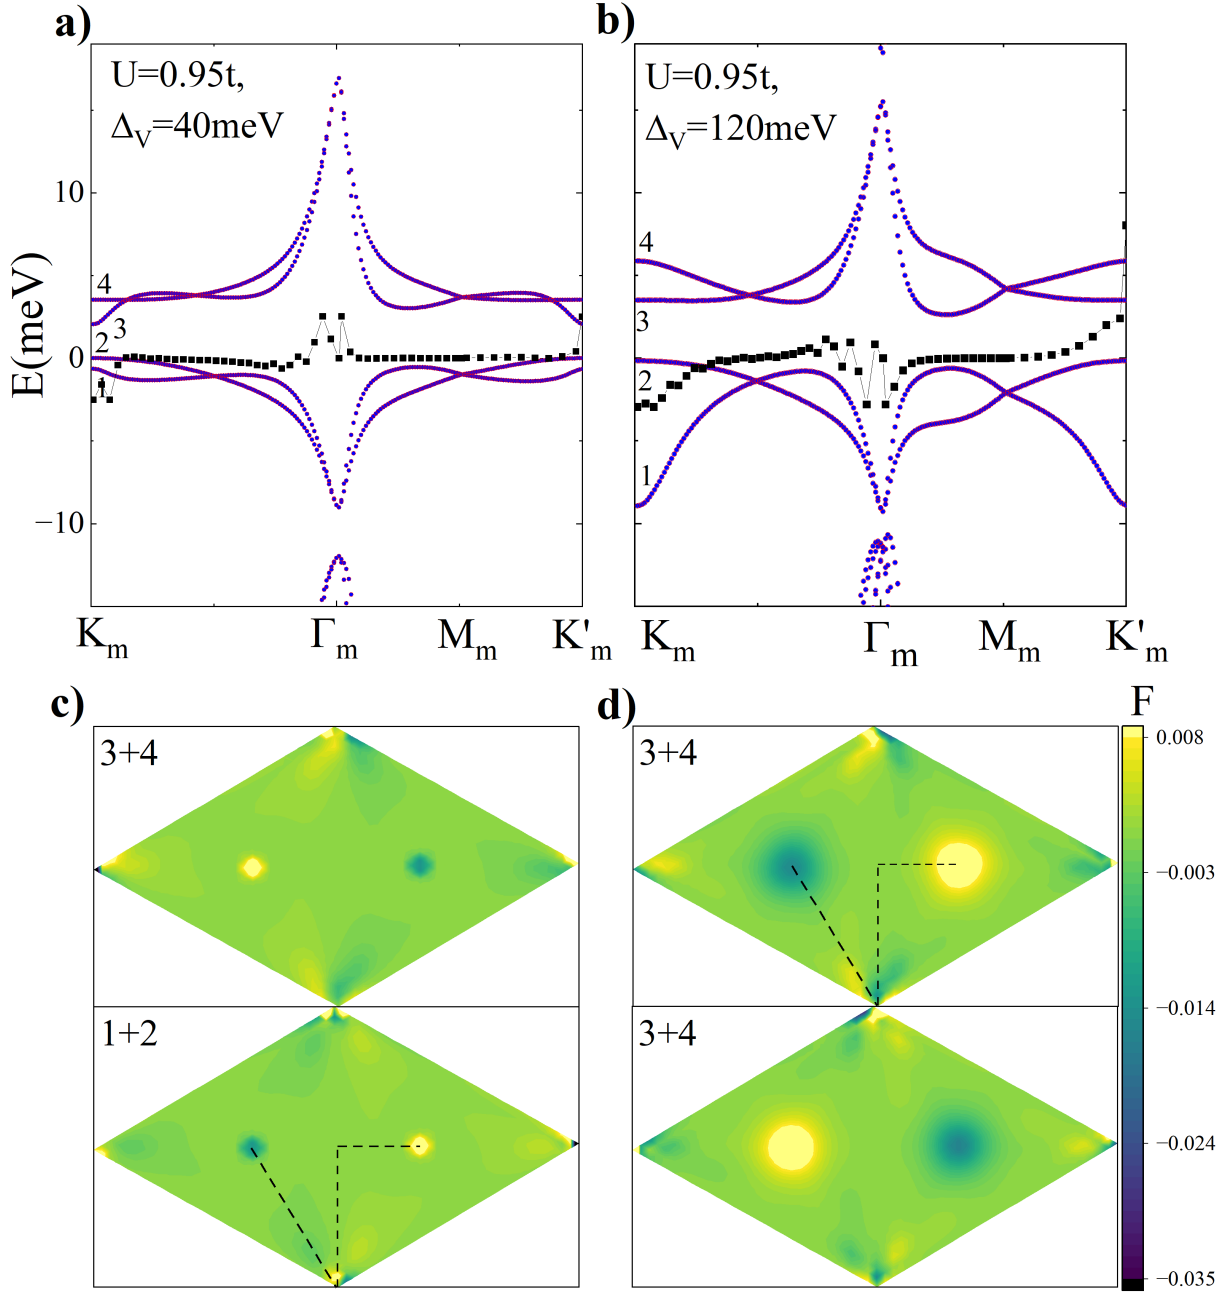 a)
b)
U=0.95t,
Δ_V=40meV
U=0.95t,
Δ_V=120meV
E(meV)
10
0
−10
4
3
2
1
4
3
2
1
K_m
Γ_m
M_m
K'_m
K_m
Γ_m
M_m
K'_m
c)
d)
F
3+4
3+4
1+2
3+4
0.008
−0.003
−0.014
−0.024
−0.035